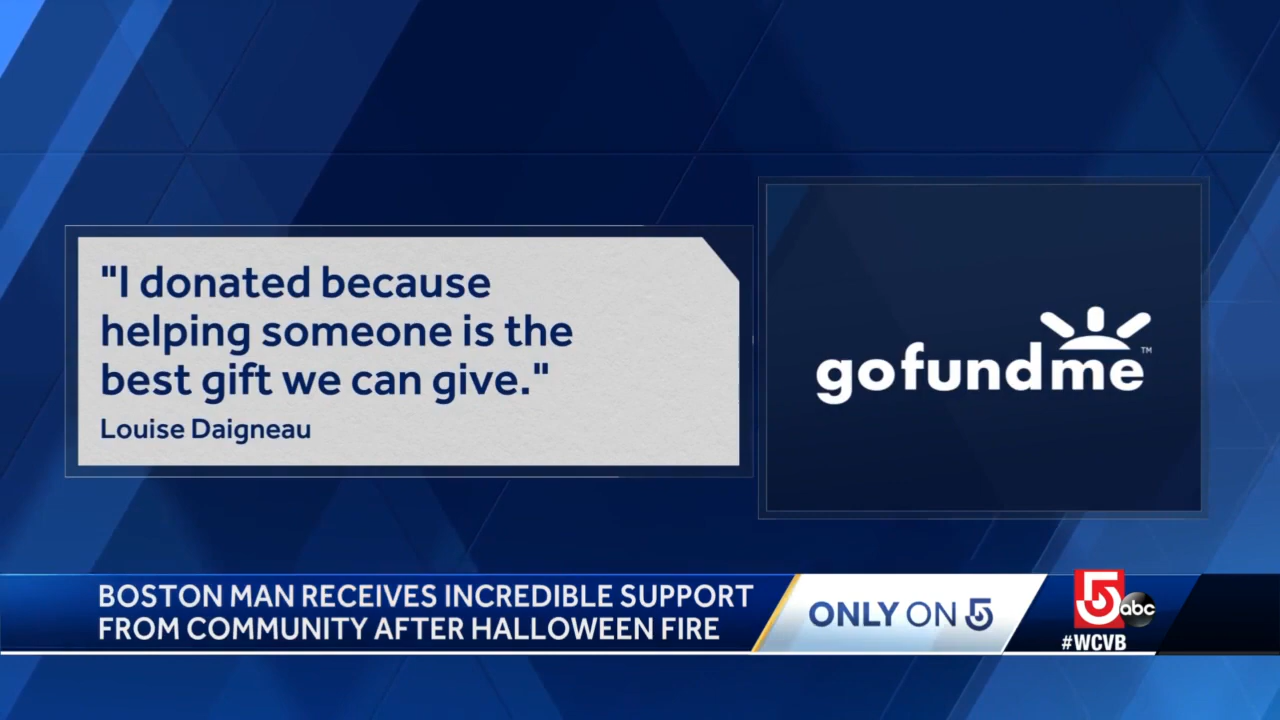 "I donated because
helping someone is the
best gift we can give."
Louise Daigneau
gofundme™
BOSTON MAN RECEIVES INCREDIBLE SUPPORT
FROM COMMUNITY AFTER HALLOWEEN FIRE
ONLY ON 5
5 abc
#WCVB